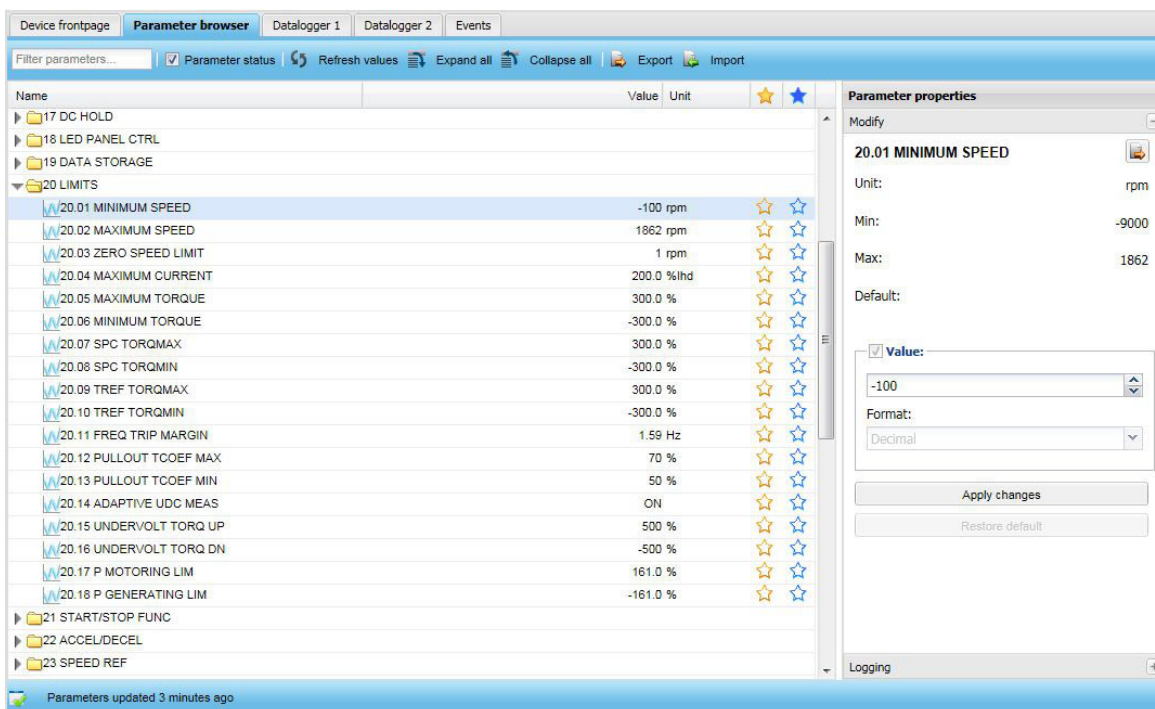 Device frontpage Parameter browser Datalogger 1 Datalogger 2 Events
Filter parameters... Parameter status Refresh values Expand all Collapse all Export Import
Name Value Unit
17 DC HOLD
18 LED PANEL CTRL
19 DATA STORAGE
20 LIMITS
20.01 MINIMUM SPEED -100 rpm
20.02 MAXIMUM SPEED 1862 rpm
20.03 ZERO SPEED LIMIT 1 rpm
20.04 MAXIMUM CURRENT 200.0 %Ihd
20.05 MAXIMUM TORQUE 300.0 %
20.06 MINIMUM TORQUE -300.0 %
20.07 SPC TORQMAX 300.0 %
20.08 SPC TORQMIN -300.0 %
20.09 TREF TORQMAX 300.0 %
20.10 TREF TORQMIN -300.0 %
20.11 FREQ TRIP MARGIN 1.59 Hz
20.12 PULLOUT TCOEF MAX 70 %
20.13 PULLOUT TCOEF MIN 50 %
20.14 ADAPTIVE UDC MEAS ON
20.15 UNDERVOLT TORQ UP 500 %
20.16 UNDERVOLT TORQ DN -500 %
20.17 P MOTORING LIM 161.0 %
20.18 P GENERATING LIM -161.0 %
21 START/STOP FUNC
22 ACCEL/DECEL
23 SPEED REF
Parameter properties
Modify
20.01 MINIMUM SPEED
Unit: rpm
Min: -9000
Max: 1862
Default:
Value:
-100
Format:
Decimal
Apply changes
Restore default
Logging
Parameters updated 3 minutes ago